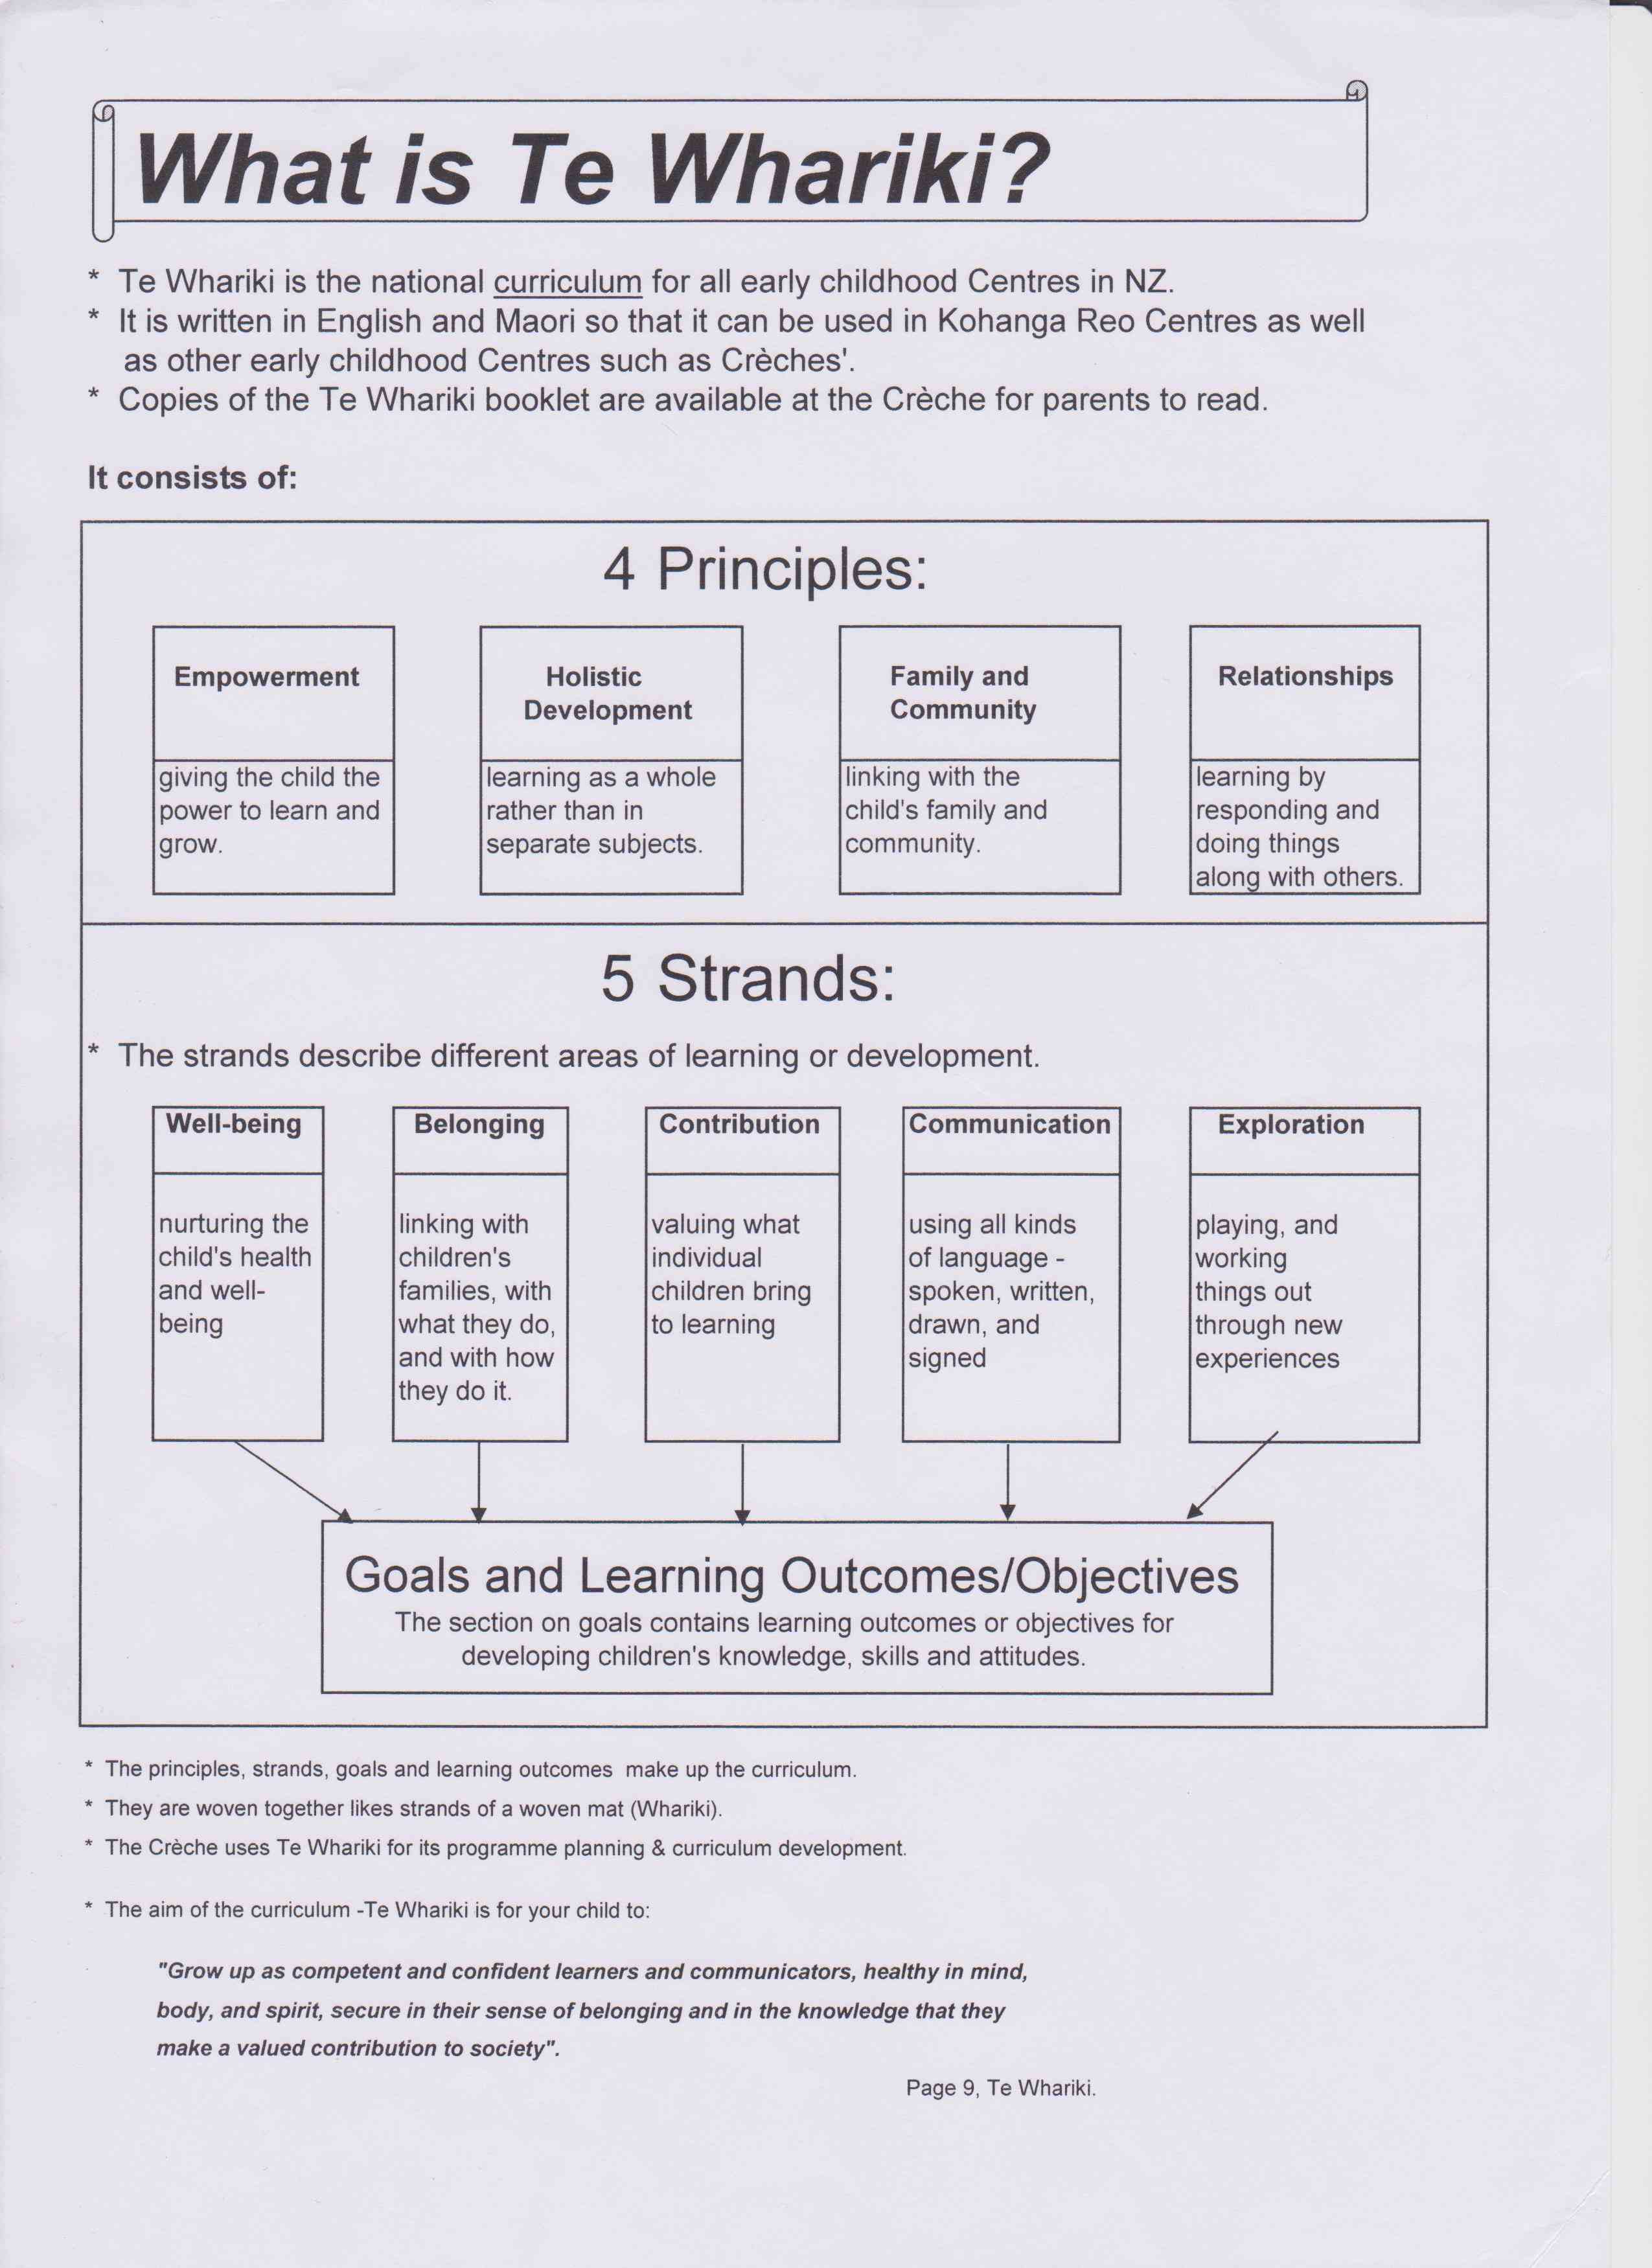 What is Te Whariki?
* Te Whariki is the national curriculum for all early childhood Centres in NZ.
* It is written in English and Maori so that it can be used in Kohanga Reo Centres as well
as other early childhood Centres such as Crèches'.
* Copies of the Te Whariki booklet are available at the Crèche for parents to read.
It consists of:
4 Principles:
Empowerment
giving the child the
power to learn and
grow.
Holistic
Development
learning as a whole
rather than in
separate subjects.
Family and
Community
linking with the
child's family and
community.
Relationships
learning by
responding and
doing things
along with others.
5 Strands:
* The strands describe different areas of learning or development.
Well-being
nurturing the
child's health
and well-
being
Belonging
linking with
children's
families, with
what they do,
and with how
they do it.
Contribution
valuing what
individual
children bring
to learning
Communication
using all kinds
of language -
spoken, written,
drawn, and
signed
Exploration
playing, and
working
things out
through new
experiences
Goals and Learning Outcomes/Objectives
The section on goals contains learning outcomes or objectives for
developing children's knowledge, skills and attitudes.
* The principles, strands, goals and learning outcomes make up the curriculum.
* They are woven together likes strands of a woven mat (Whariki).
* The Crèche uses Te Whariki for its programme planning & curriculum development.
* The aim of the curriculum -Te Whariki is for your child to:
"Grow up as competent and confident learners and communicators, healthy in mind,
body, and spirit, secure in their sense of belonging and in the knowledge that they
make a valued contribution to society".
Page 9, Te Whariki.